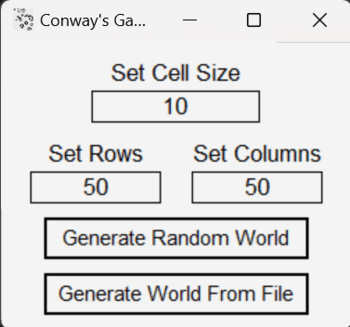 Conway's Ga...
Set Cell Size
10
Set Rows Set Columns
50 50
Generate Random World
Generate World From File